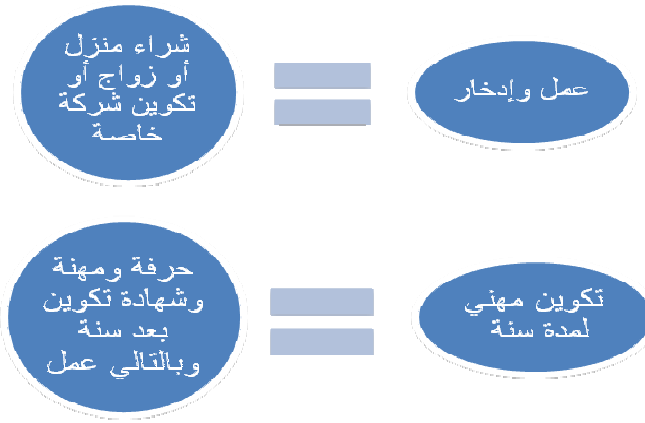 عمل وإدخار
شراء منزل
أو زواج أو
تكوين شركة
خاصة
تكوين مهني
لمدة سنة
حرفة ومهنة
وشهادة تكوين
بعد سنة
وبالتالي عمل